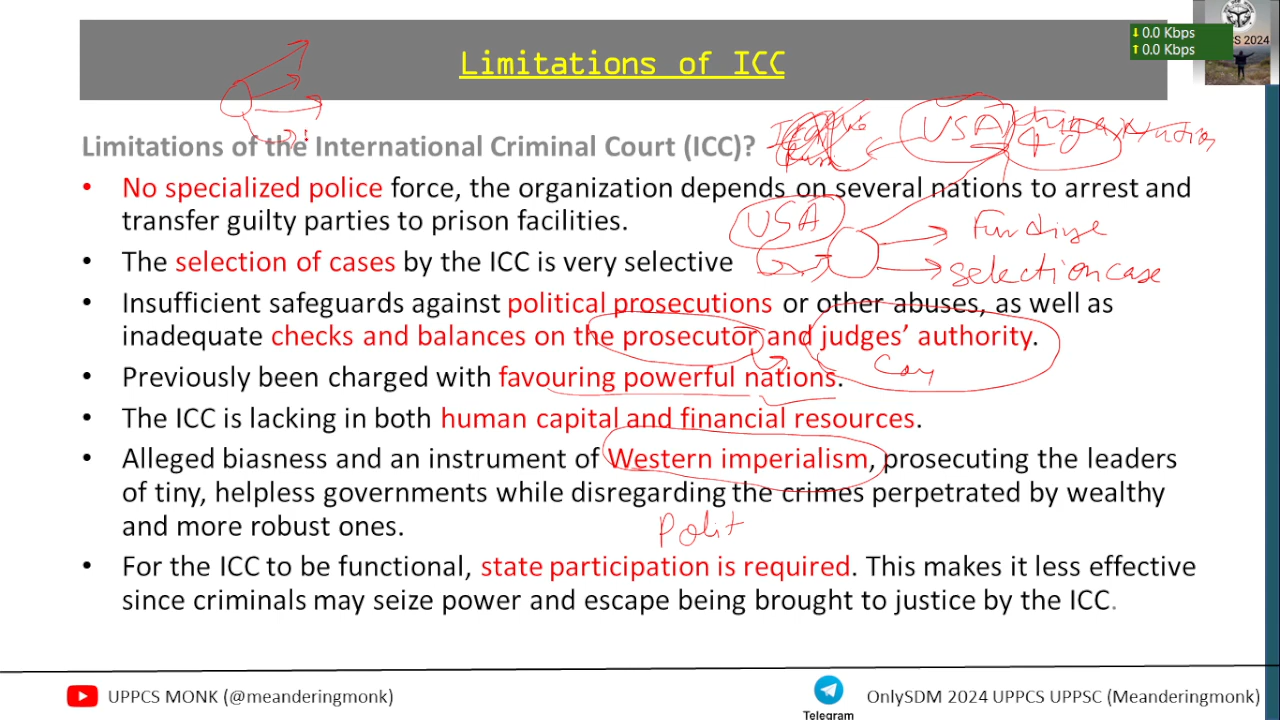 ↓ 0.0 Kbps
↑ 0.0 Kbps
CS 2024
Limitations of ICC
Limitations of the International Criminal Court (ICC)?
USA
• No specialized police force, the organization depends on several nations to arrest and
transfer guilty parties to prison facilities.
USA
Funding
• The selection of cases by the ICC is very selective
selection case
• Insufficient safeguards against political prosecutions or other abuses, as well as
inadequate checks and balances on the prosecutor and judges’ authority.
• Previously been charged with favouring powerful nations.
• The ICC is lacking in both human capital and financial resources.
• Alleged biasness and an instrument of Western imperialism, prosecuting the leaders
of tiny, helpless governments while disregarding the crimes perpetrated by wealthy
and more robust ones.
Polit
• For the ICC to be functional, state participation is required. This makes it less effective
since criminals may seize power and escape being brought to justice by the ICC.
UPPCS MONK (@meanderingmonk)
Telegram
OnlySDM 2024 UPPCS UPPSC (Meanderingmonk)